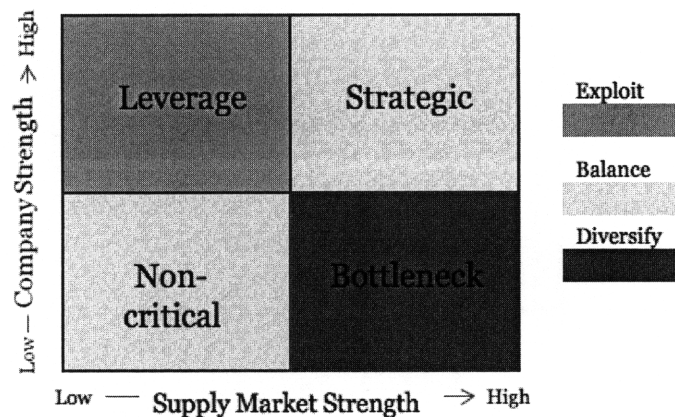 Low — Company Strength → High
Leverage
Strategic
Non-
critical
Bottleneck
Low — Supply Market Strength → High
Exploit
Balance
Diversify